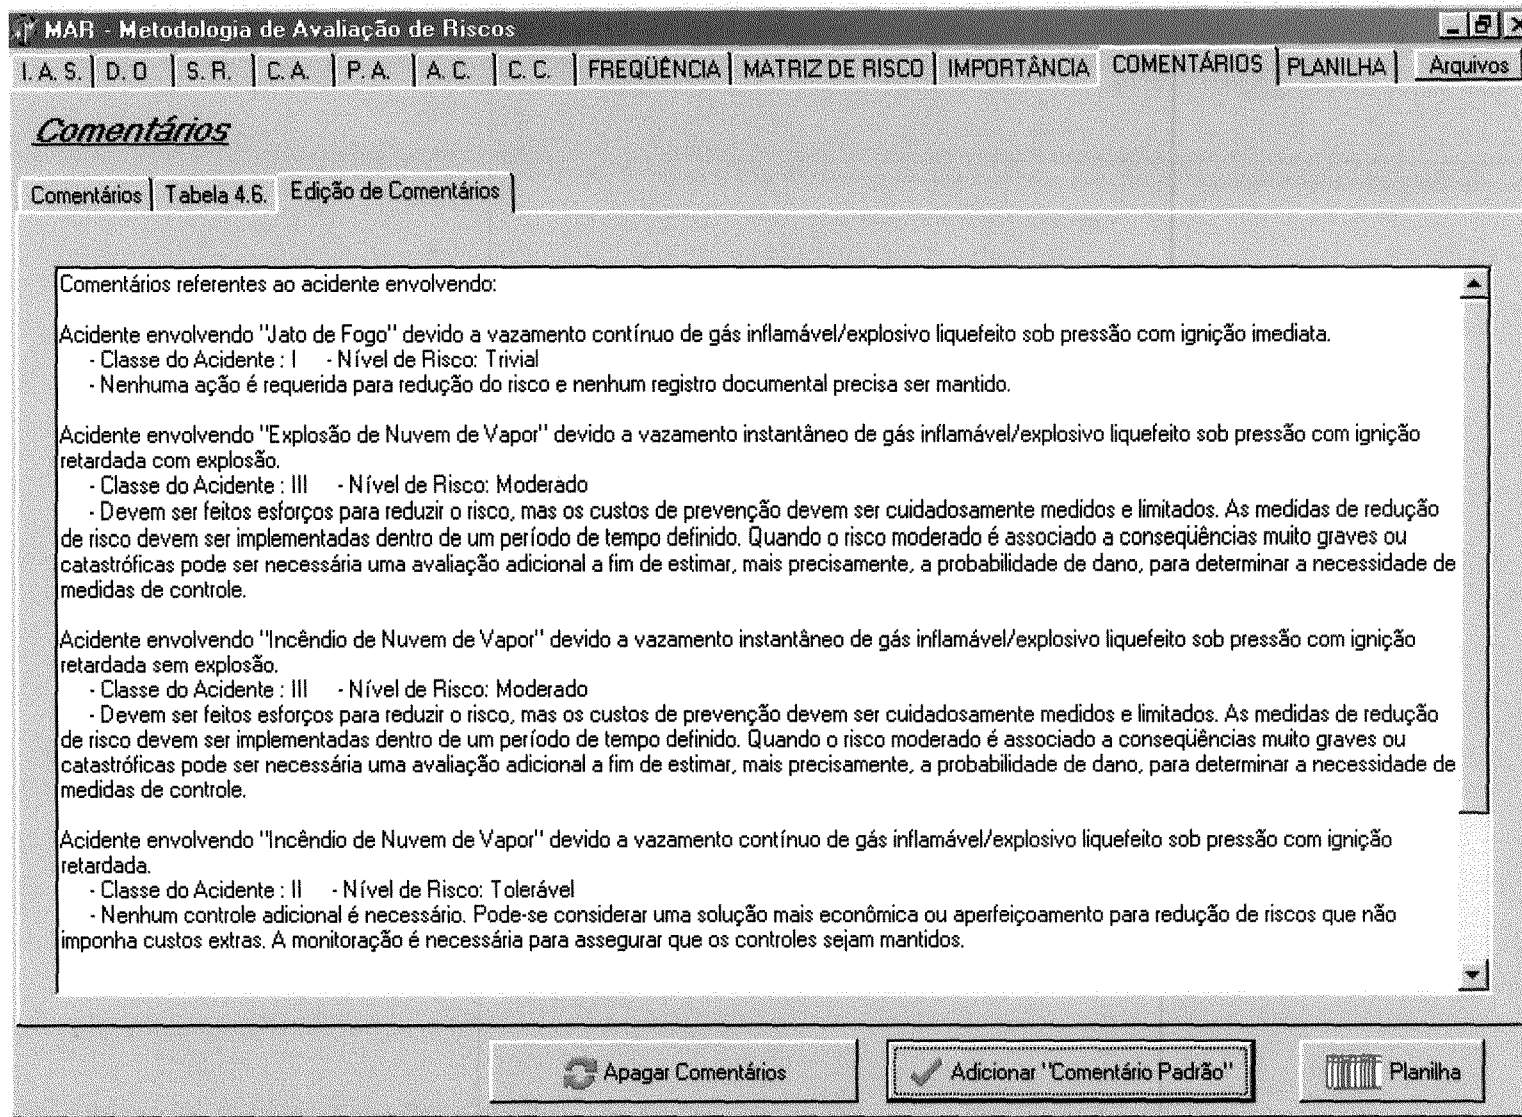 MAR - Metodologia de Avaliação de Riscos
I. A. S. D. O S. R. C. A. P. A. A. C. C. C. FREQÜÊNCIA MATRIZ DE RISCO IMPORTÂNCIA COMENTÁRIOS PLANILHA Arquivos
Comentários
Comentários Tabela 4.6. Edição de Comentários
Comentários referentes ao acidente envolvendo:
Acidente envolvendo "Jato de Fogo" devido a vazamento contínuo de gás inflamável/explosivo liquefeito sob pressão com ignição imediata.
- Classe do Acidente : I - Nível de Risco: Trivial
- Nenhuma ação é requerida para redução do risco e nenhum registro documental precisa ser mantido.
Acidente envolvendo "Explosão de Nuvem de Vapor" devido a vazamento instantâneo de gás inflamável/explosivo liquefeito sob pressão com ignição
retardada com explosão.
- Classe do Acidente : III - Nível de Risco: Moderado
- Devem ser feitos esforços para reduzir o risco, mas os custos de prevenção devem ser cuidadosamente medidos e limitados. As medidas de redução
de risco devem ser implementadas dentro de um período de tempo definido. Quando o risco moderado é associado a conseqüências muito graves ou
catastróficas pode ser necessária uma avaliação adicional a fim de estimar, mais precisamente, a probabilidade de dano, para determinar a necessidade de
medidas de controle.
Acidente envolvendo "Incêndio de Nuvem de Vapor" devido a vazamento instantâneo de gás inflamável/explosivo liquefeito sob pressão com ignição
retardada sem explosão.
- Classe do Acidente : III - Nível de Risco: Moderado
- Devem ser feitos esforços para reduzir o risco, mas os custos de prevenção devem ser cuidadosamente medidos e limitados. As medidas de redução
de risco devem ser implementadas dentro de um período de tempo definido. Quando o risco moderado é associado a conseqüências muito graves ou
catastróficas pode ser necessária uma avaliação adicional a fim de estimar, mais precisamente, a probabilidade de dano, para determinar a necessidade de
medidas de controle.
Acidente envolvendo "Incêndio de Nuvem de Vapor" devido a vazamento contínuo de gás inflamável/explosivo liquefeito sob pressão com ignição
retardada.
- Classe do Acidente : II - Nível de Risco: Tolerável
- Nenhum controle adicional é necessário. Pode-se considerar uma solução mais econômica ou aperfeiçoamento para redução de riscos que não
imponha custos extras. A monitoração é necessária para assegurar que os controles sejam mantidos.
Apagar Comentários Adicionar "Comentário Padrão" Planilha